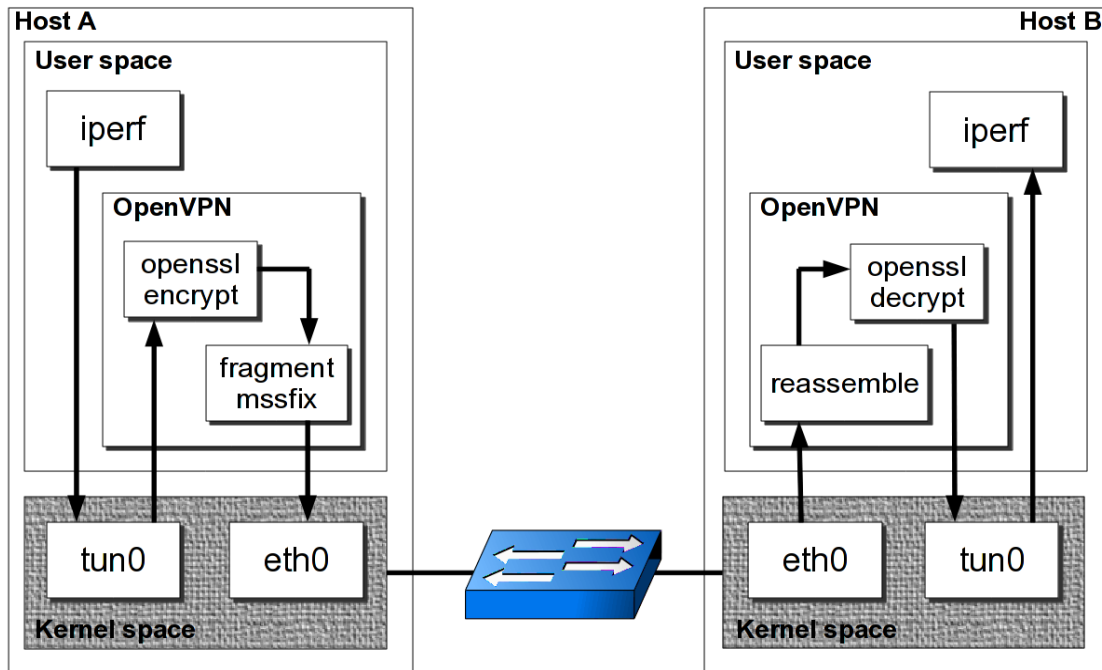 Host A
User space
iperf
OpenVPN
openssl
encrypt
fragment
mssfix
tun0
eth0
Kernel space
Host B
User space
iperf
OpenVPN
openssl
decrypt
reassemble
eth0
tun0
Kernel space